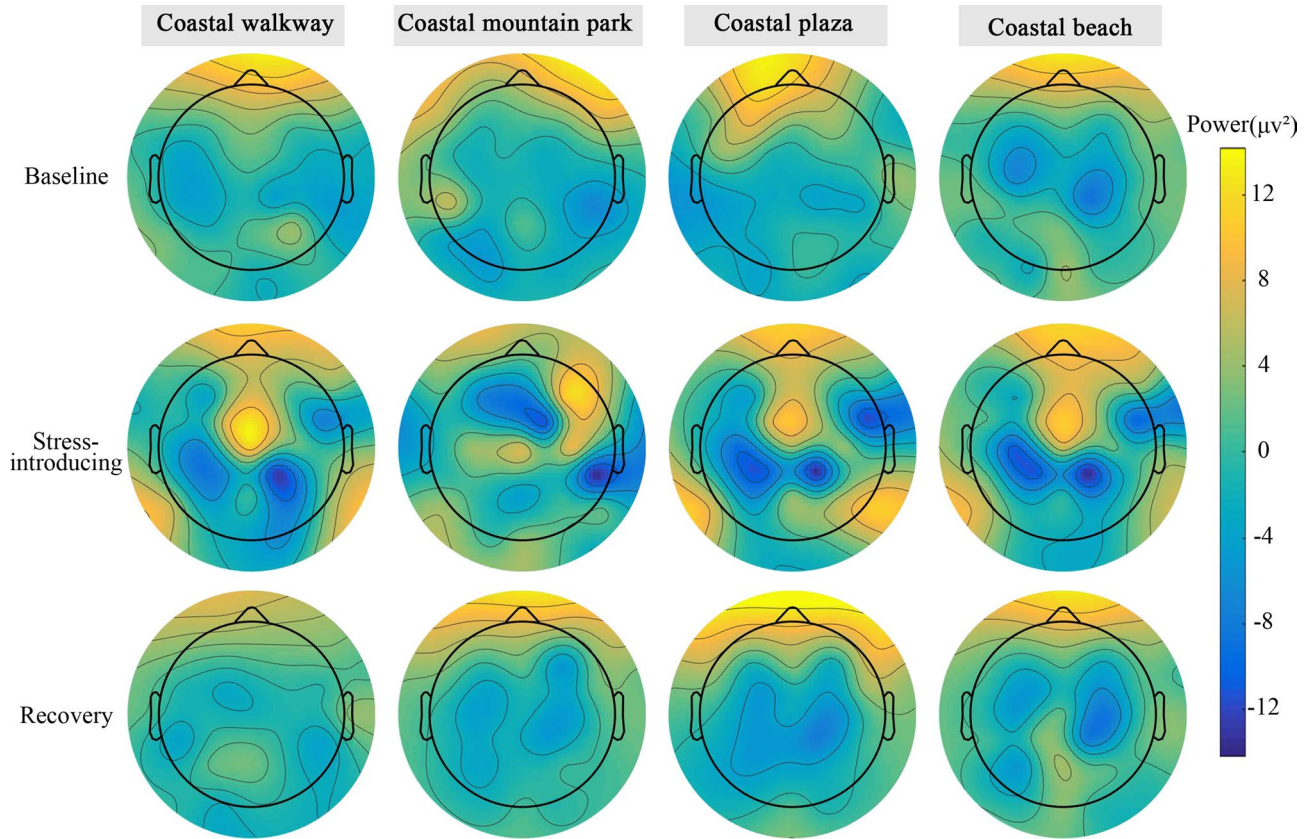 Coastal walkway
Coastal mountain park
Coastal plaza
Coastal beach
Power(μv²)
Baseline
12
8
4
Stress-
introducing
0
-4
-8
Recovery
-12